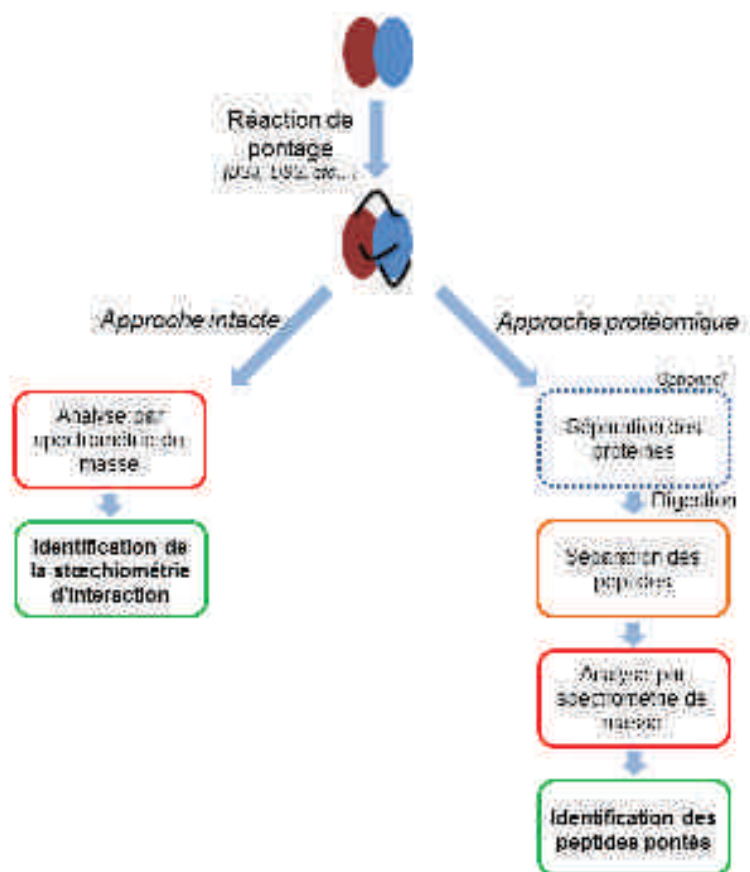 Réaction de
pontage
Approche intacte
Approche protéomique
Analyse par
spectrométrie de
masse
Séparation des
protéines
Digestion
Identification de
la stœchiométrie
d'interaction
Séparation des
peptides
Analyse par
spectrométrie de
masse
Identification des
peptides pontés